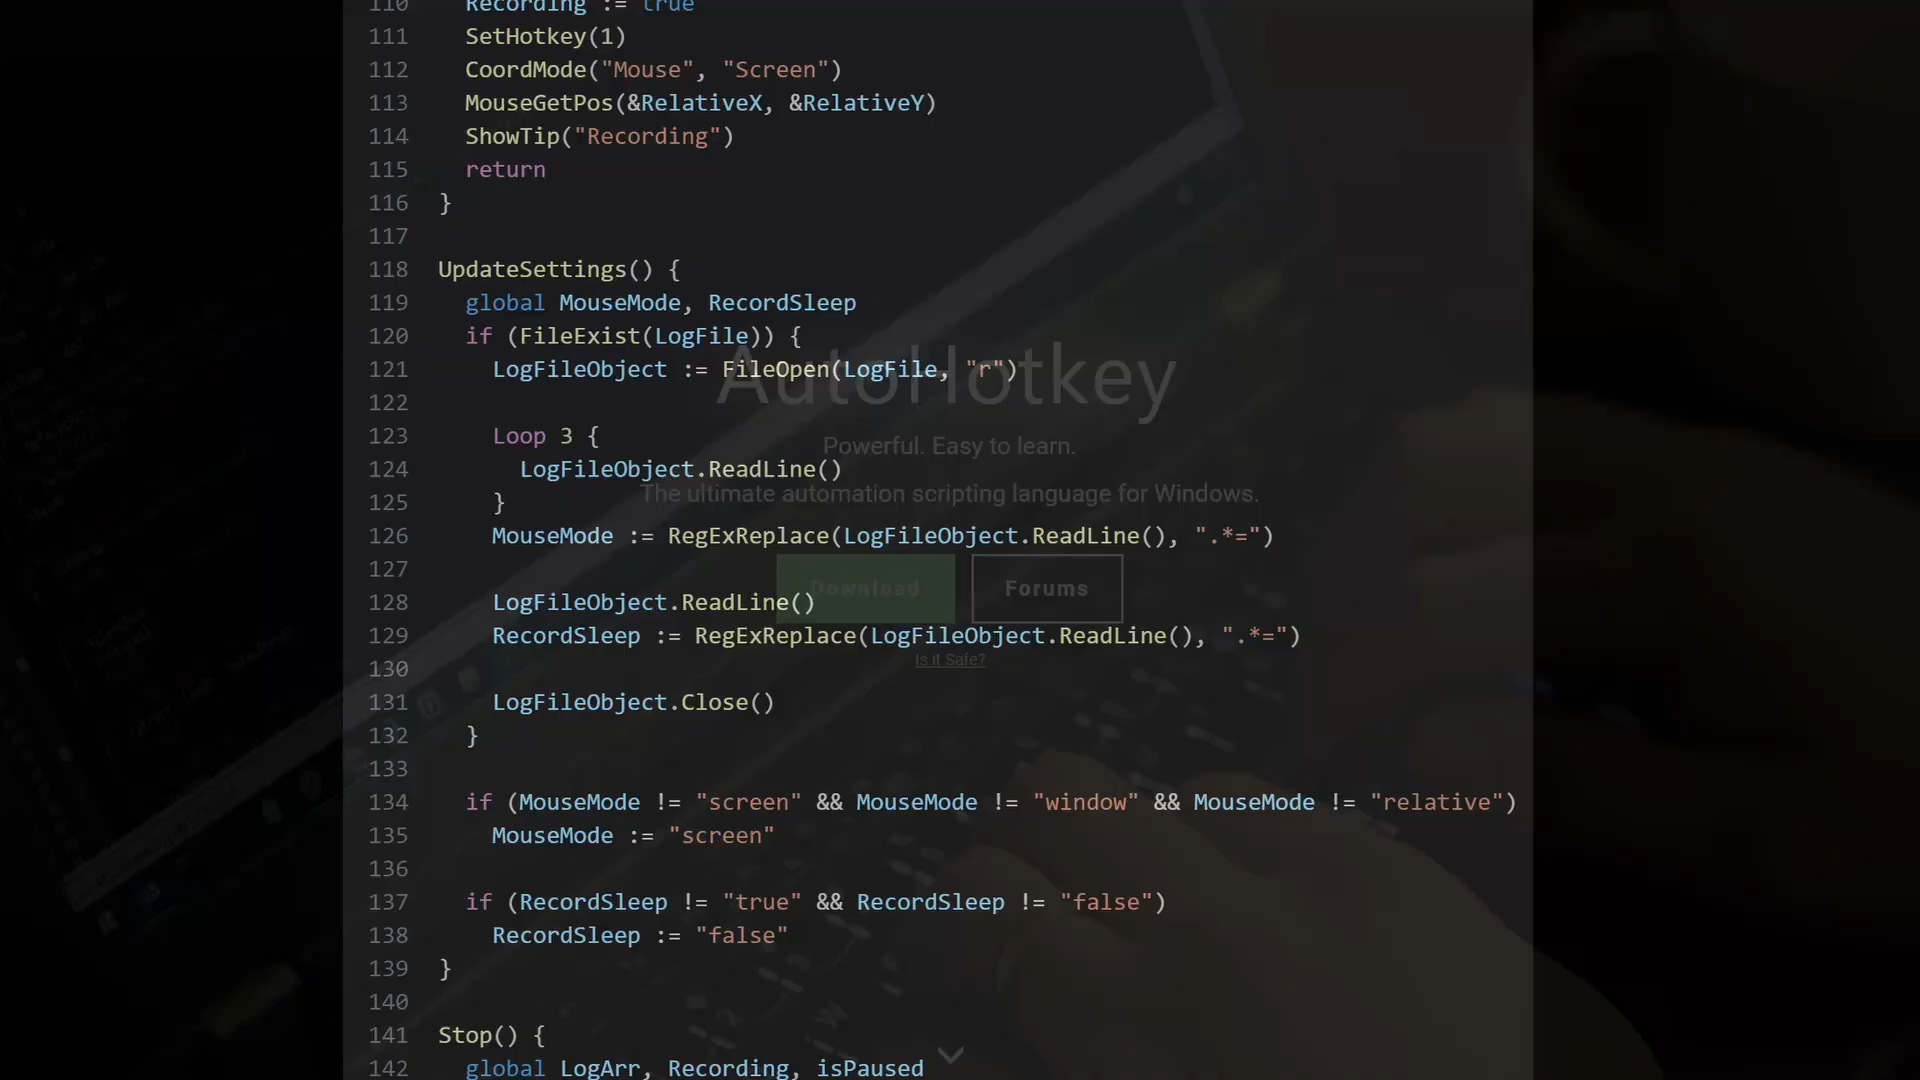 110 Recording := true
111 SetHotkey(1)
112 CoordMode("Mouse", "Screen")
113 MouseGetPos(&RelativeX, &RelativeY)
114 ShowTip("Recording")
115 return
116 }
117
118 UpdateSettings() {
119 global MouseMode, RecordSleep
120 if (FileExist(LogFile)) {
121 LogFileObject := FileOpen(LogFile, "r")
122
123 Loop 3 {
124 LogFileObject.ReadLine()
125 }
126 MouseMode := RegExReplace(LogFileObject.ReadLine(), ".*=")
127
128 LogFileObject.ReadLine()
129 RecordSleep := RegExReplace(LogFileObject.ReadLine(), ".*=")
130
131 LogFileObject.Close()
132 }
133
134 if (MouseMode != "screen" && MouseMode != "window" && MouseMode != "relative")
135 MouseMode := "screen"
136
137 if (RecordSleep != "true" && RecordSleep != "false")
138 RecordSleep := "false"
139 }
140
141 Stop() {
142 global LogArr, Recording, isPaused
AutoHotkey
Powerful. Easy to learn.
The ultimate automation scripting language for Windows.
Download
Forums
Is it Safe?